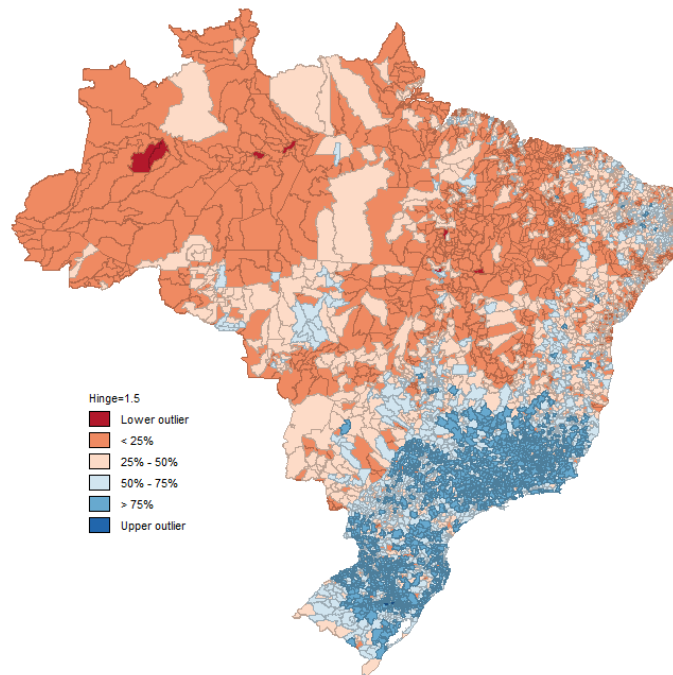 Hinge=1.5
Lower outlier
< 25%
25% - 50%
50% - 75%
> 75%
Upper outlier